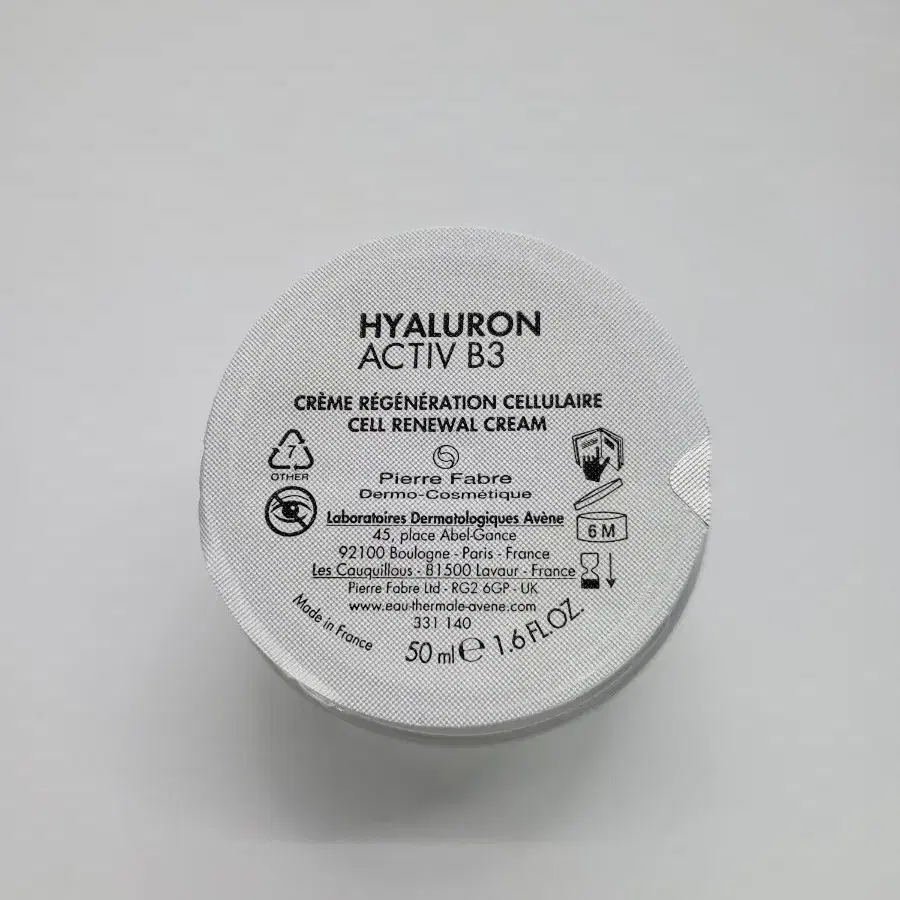 HYALURON
ACTIV B3
CRÈME RÉGÉNÉRATION CELLULAIRE
CELL RENEWAL CREAM
7
OTHER
Pierre Fabre
Dermo-Cosmétique
Laboratoires Dermatologiques Avène
45, place Abel-Gance
92100 Boulogne - Paris - France
Les Cauquillous - 81500 Lavaur - France
Pierre Fabre Ltd - RG2 6GP - UK
www.eau-thermale-avene.com
331 140
6 M
Made in France
50 ml e 1.6 FL.OZ.